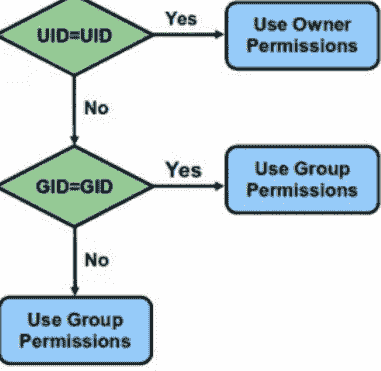 UID=UID
Yes
Use Owner
Permissions
No
GID=GID
Yes
Use Group
Permissions
No
Use Group
Permissions